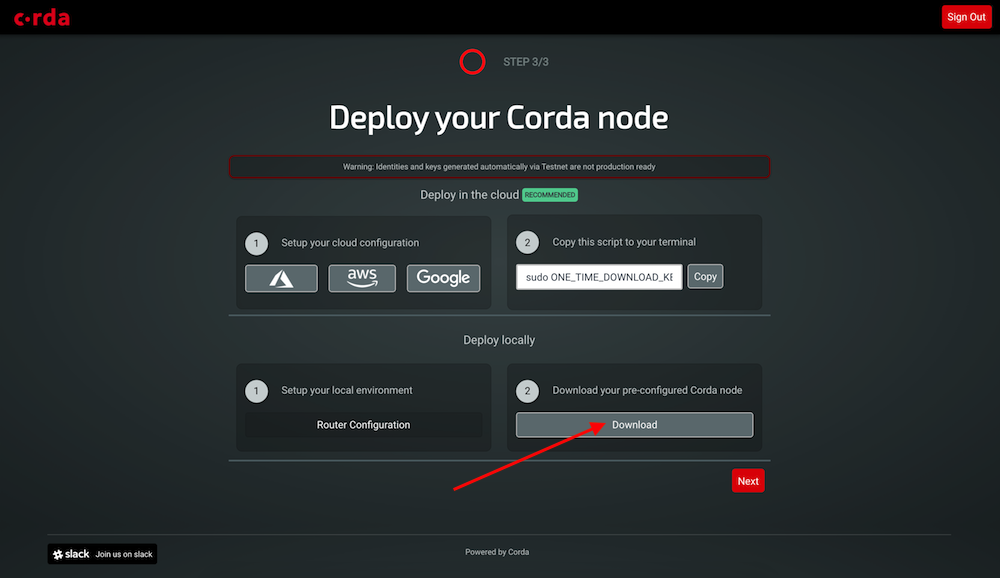 c·rda
Sign Out
STEP 3/3
Deploy your Corda node
Warning: Identities and keys generated automatically via Testnet are not production ready
Deploy in the cloud RECOMMENDED
1 Setup your cloud configuration
aws
Google
2 Copy this script to your terminal
sudo ONE_TIME_DOWNLOAD_KE
Copy
Deploy locally
1 Setup your local environment
Router Configuration
2 Download your pre-configured Corda node
Download
Next
slack Join us on slack
Powered by Corda